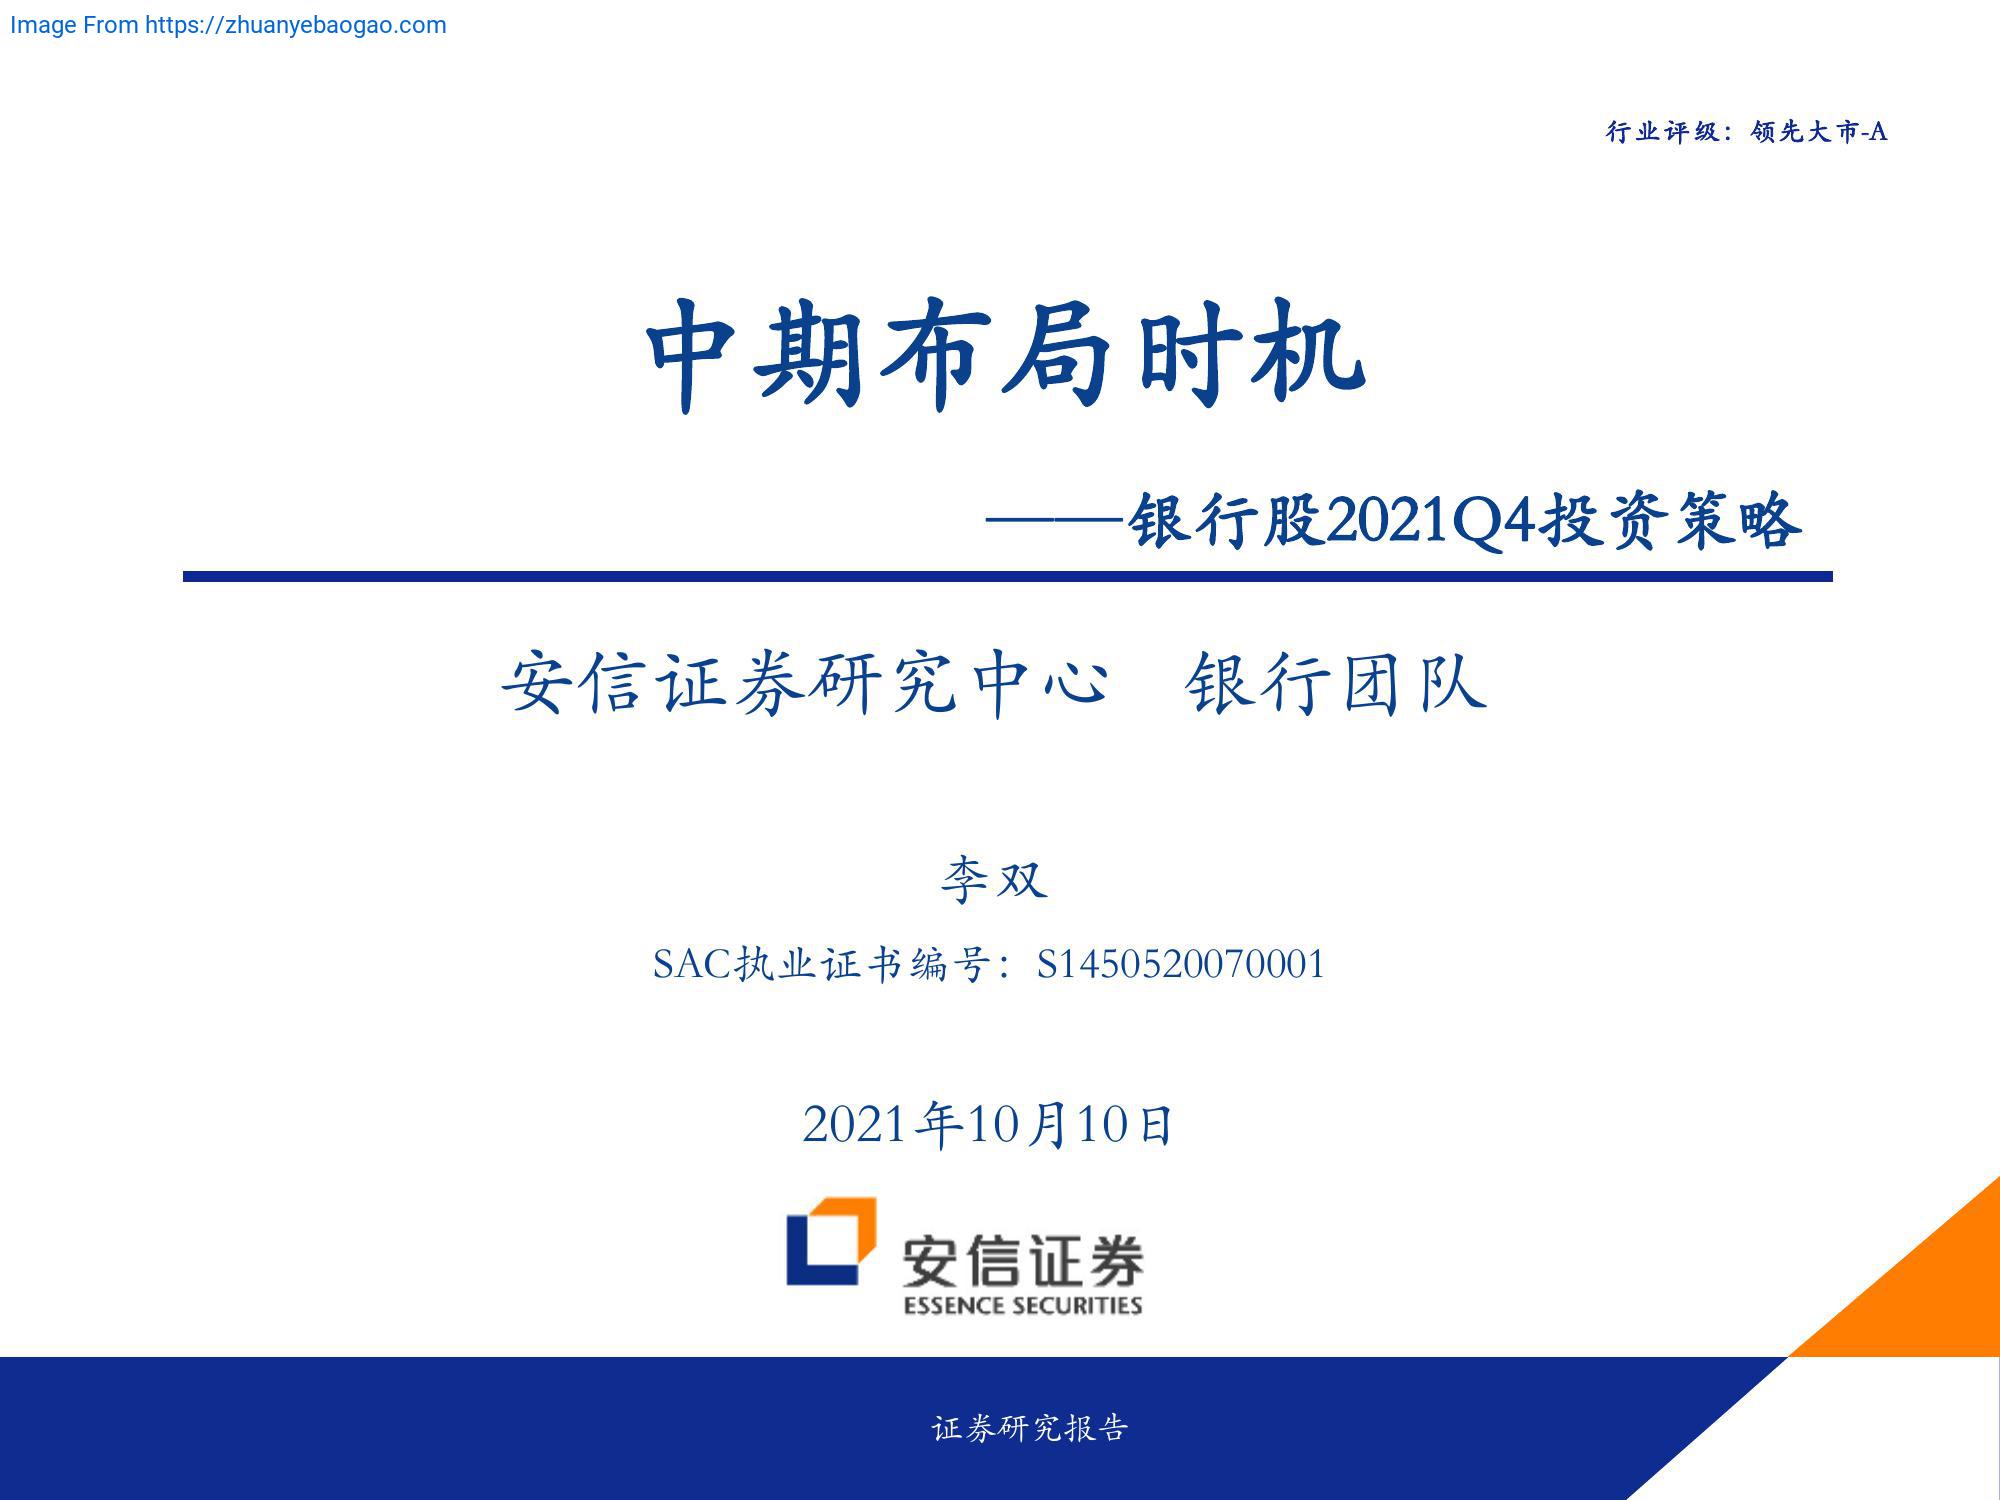 Image From https://zhuanyebaogao.com
行业评级：领先大市-A
中期布局时机
——银行股2021Q4投资策略
安信证券研究中心 银行团队
李双
SAC执业证书编号：S1450520070001
2021年10月10日
安信证券
ESSENCE SECURITIES
证券研究报告